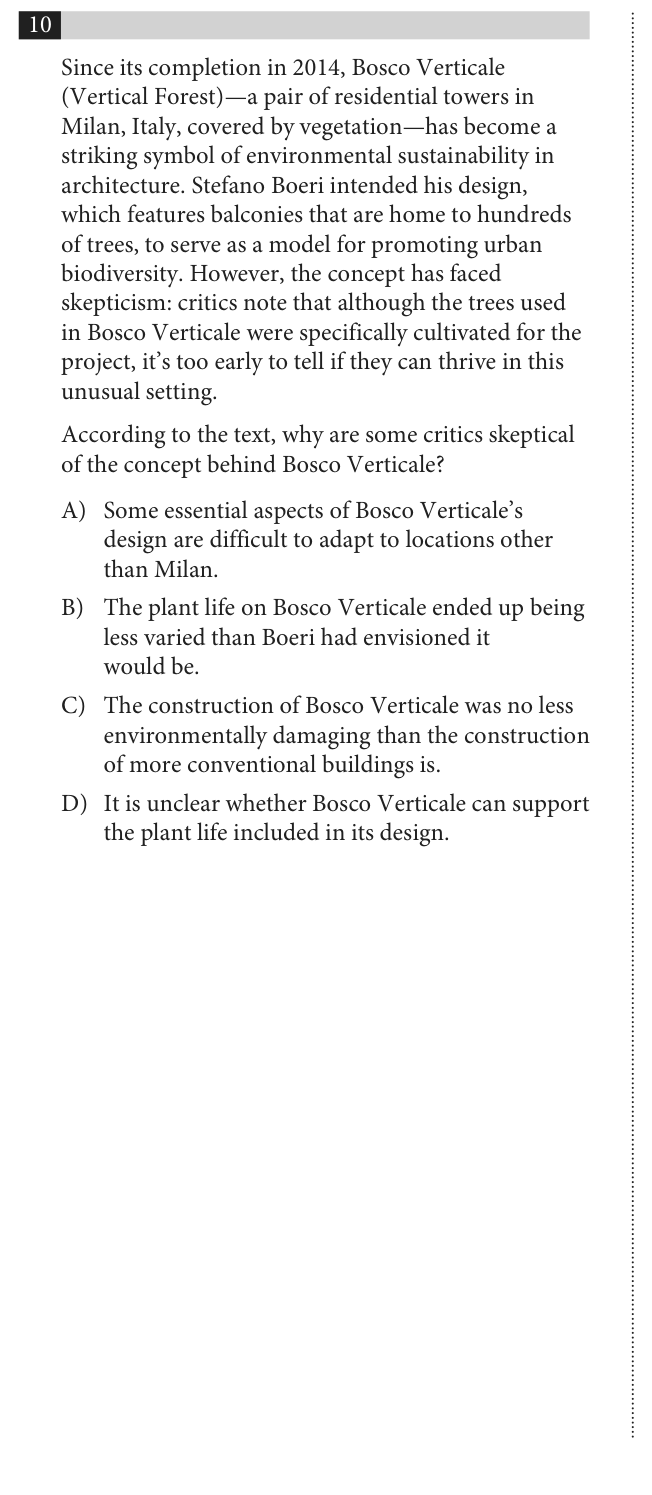 10
Since its completion in 2014, Bosco Verticale
(Vertical Forest)—a pair of residential towers in
Milan, Italy, covered by vegetation—has become a
striking symbol of environmental sustainability in
architecture. Stefano Boeri intended his design,
which features balconies that are home to hundreds
of trees, to serve as a model for promoting urban
biodiversity. However, the concept has faced
skepticism: critics note that although the trees used
in Bosco Verticale were specifically cultivated for the
project, it’s too early to tell if they can thrive in this
unusual setting.
According to the text, why are some critics skeptical
of the concept behind Bosco Verticale?
A) Some essential aspects of Bosco Verticale’s
design are difficult to adapt to locations other
than Milan.
B) The plant life on Bosco Verticale ended up being
less varied than Boeri had envisioned it
would be.
C) The construction of Bosco Verticale was no less
environmentally damaging than the construction
of more conventional buildings is.
D) It is unclear whether Bosco Verticale can support
the plant life included in its design.